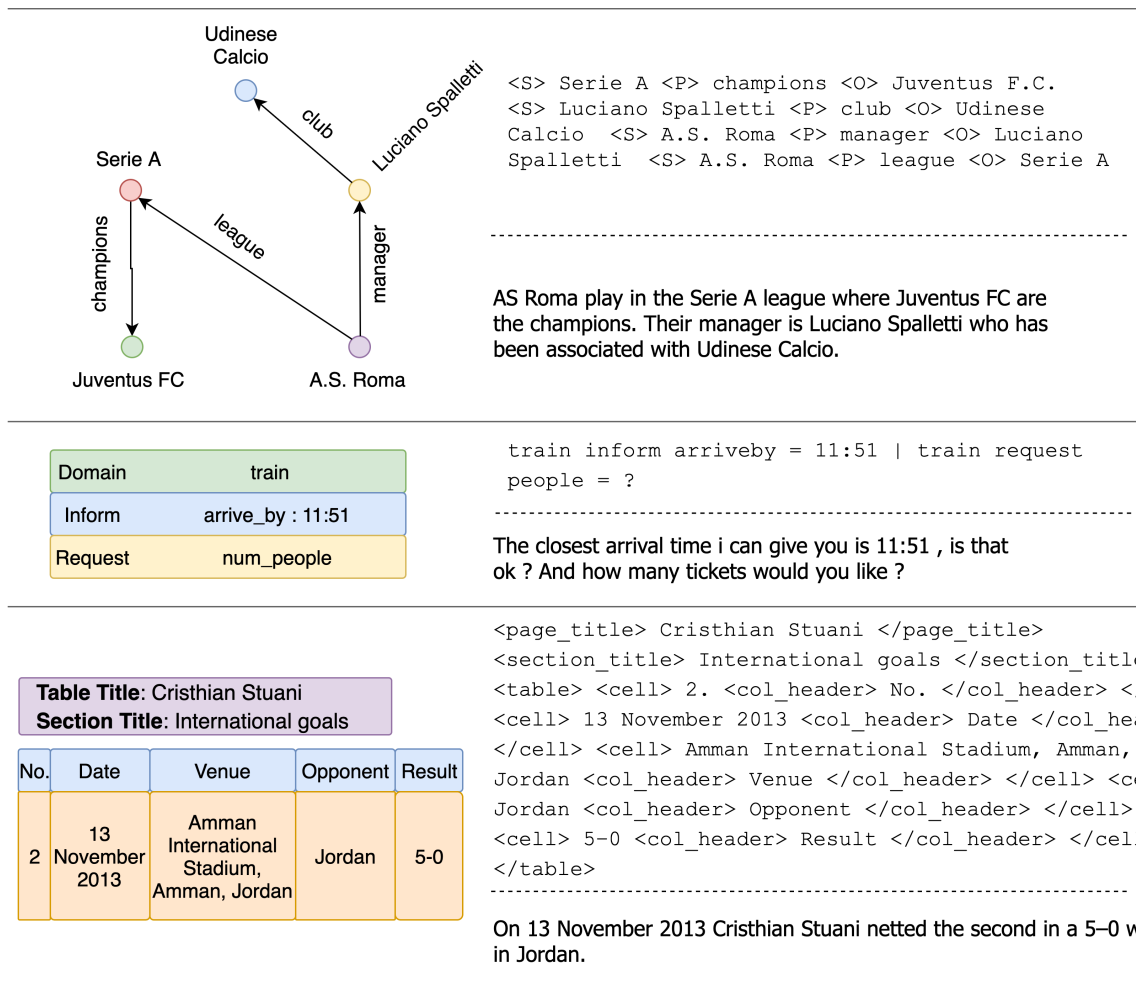 Udinese
Calcio
club
Luciano Spalletti
Serie A
champions
league
manager
Juventus FC
A.S. Roma
<S> Serie A <P> champions <O> Juventus F.C.
<S> Luciano Spalletti <P> club <O> Udinese
Calcio <S> A.S. Roma <P> manager <O> Luciano
Spalletti <S> A.S. Roma <P> league <O> Serie A
AS Roma play in the Serie A league where Juventus FC are
the champions. Their manager is Luciano Spalletti who has
been associated with Udinese Calcio.
Domain train
Inform arrive_by : 11:51
Request num_people
train inform arriveby = 11:51 | train request
people = ?
The closest arrival time i can give you is 11:51 , is that
ok ? And how many tickets would you like ?
Table Title: Cristhian Stuani
Section Title: International goals
No. Date Venue Opponent Result
2
13
November
2013
Amman
International
Stadium,
Amman, Jordan
Jordan
5-0
<page_title> Cristhian Stuani </page_title>
<section_title> International goals
<table> <cell> 2. <col_header> No. </col_header>
<cell> 13 November 2013 <col_header> Date
</cell> <cell> Amman International Stadium, Amman,
Jordan <col_header> Venue </col_header> </cell>
Jordan <col_header> Opponent </col_header> </cell>
<cell> 5-0 <col_header> Result </col_header>
</table>
On 13 November 2013 Cristhian Stuani netted the second in a 5–0
in Jordan.